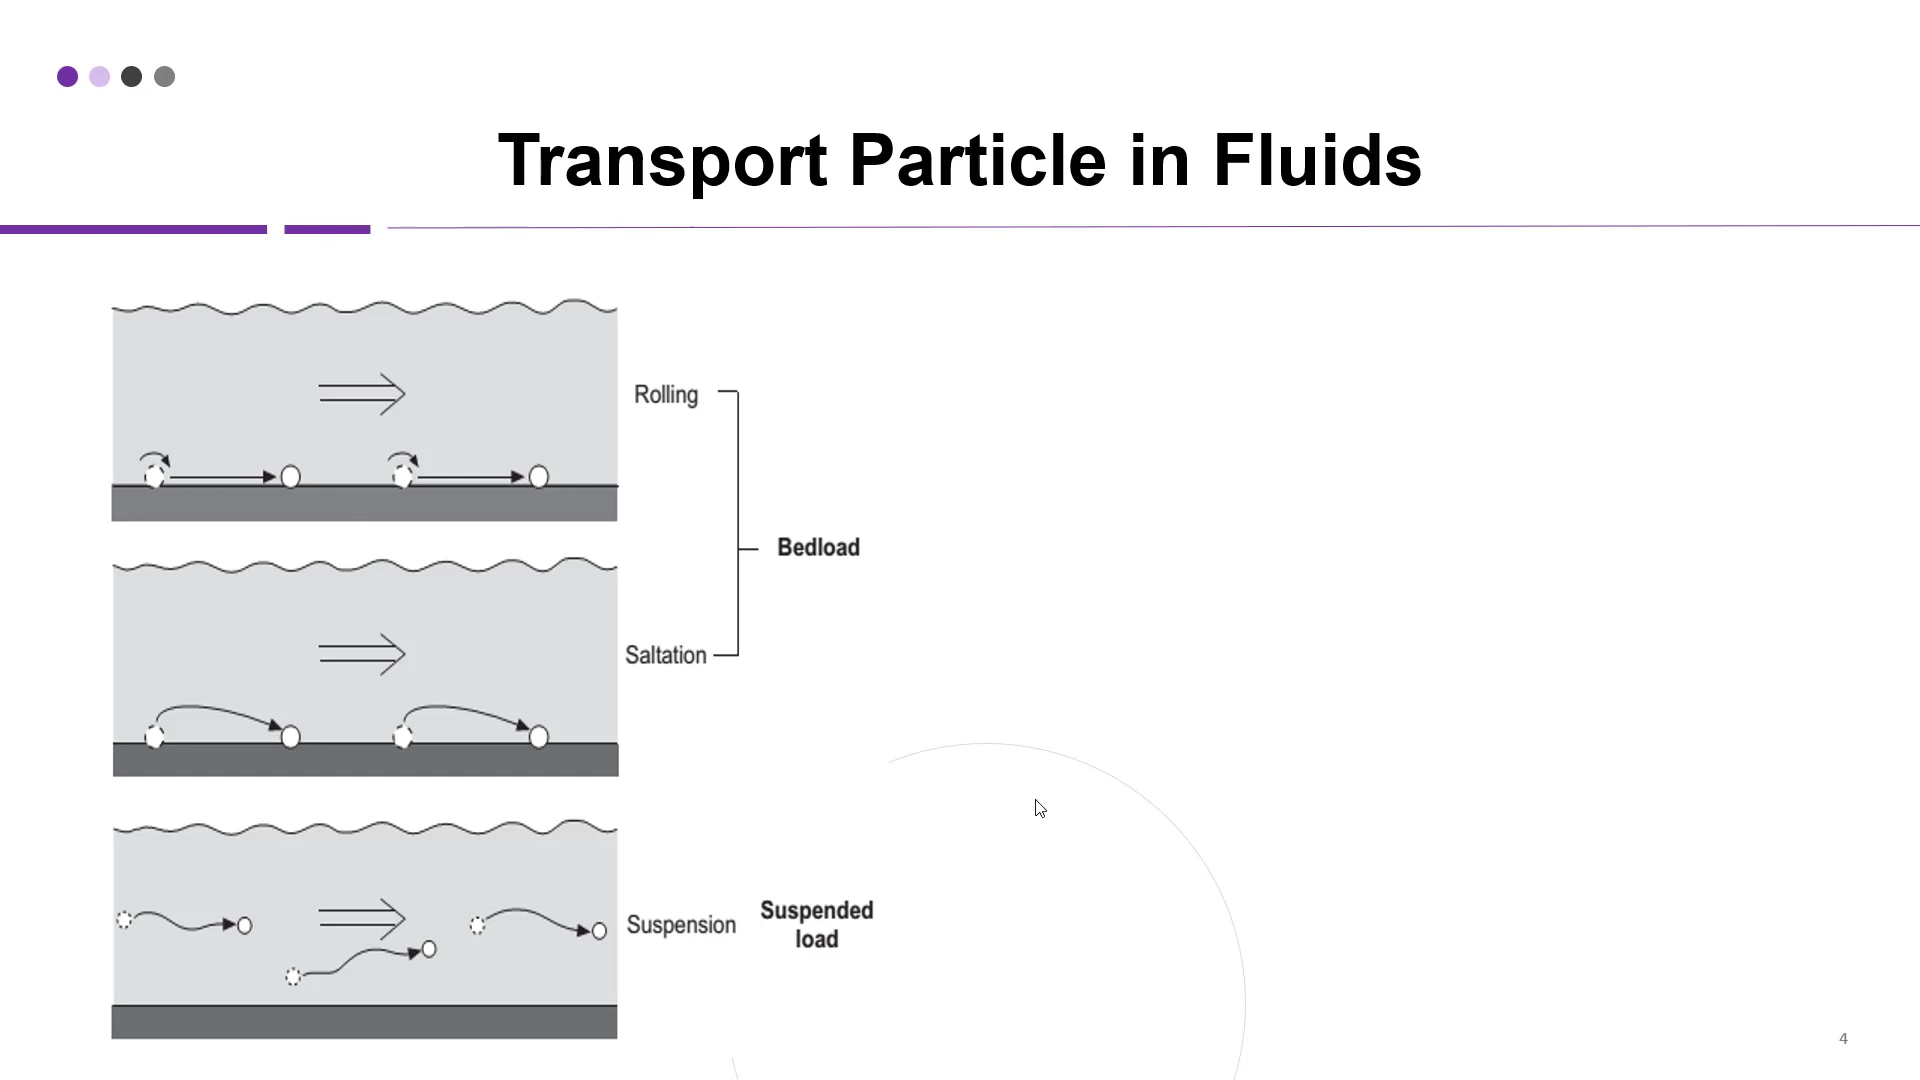 Transport Particle in Fluids
Rolling
Bedload
Saltation
Suspension
Suspended
load
4